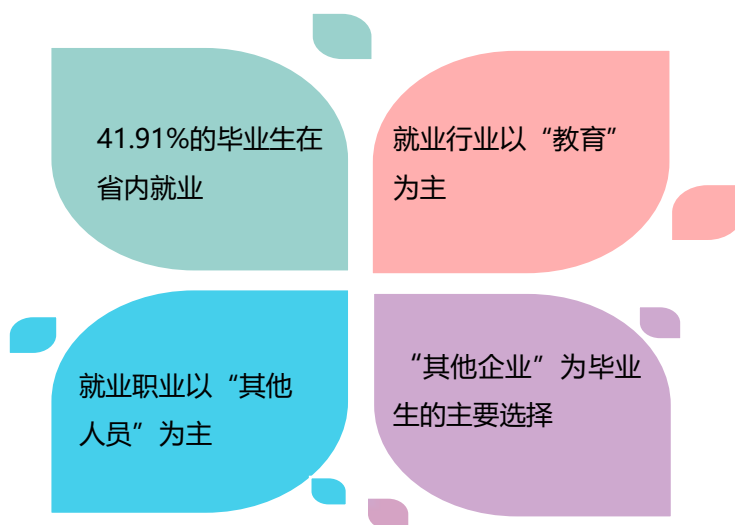 41.91%的毕业生在
省内就业
就业行业以“教育”
为主
就业职业以“其他
人员”为主
“其他企业”为毕业
生的主要选择